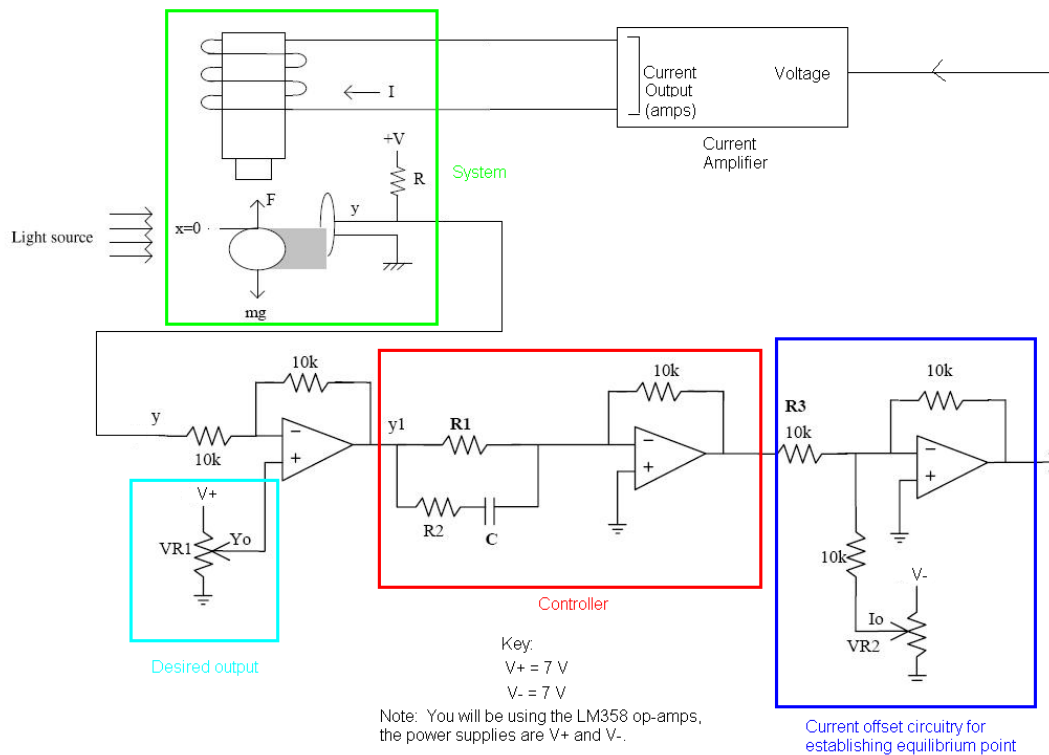 Current
Output
(amps)
Voltage
Current
Amplifier
I
+V
R
System
F
y
x=0
Light source
mg
10k
10k
10k
10k
y
10k
y1
R1
R3
10k
R2
C
V+
VR1
Yo
10k
V-
Io
VR2
Controller
Desired output
Key:
V+ = 7 V
V- = 7 V
Note: You will be using the LM358 op-amps,
the power supplies are V+ and V-.
Current offset circuitry for
establishing equilibrium point